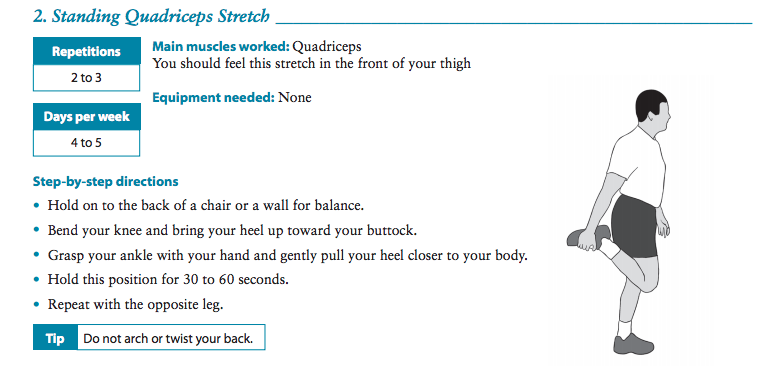 2. Standing Quadriceps Stretch
Repetitions
2 to 3
Days per week
4 to 5
Main muscles worked: Quadriceps
You should feel this stretch in the front of your thigh
Equipment needed: None
Step-by-step directions
• Hold on to the back of a chair or a wall for balance.
• Bend your knee and bring your heel up toward your buttock.
• Grasp your ankle with your hand and gently pull your heel closer to your body.
• Hold this position for 30 to 60 seconds.
• Repeat with the opposite leg.
Tip Do not arch or twist your back.